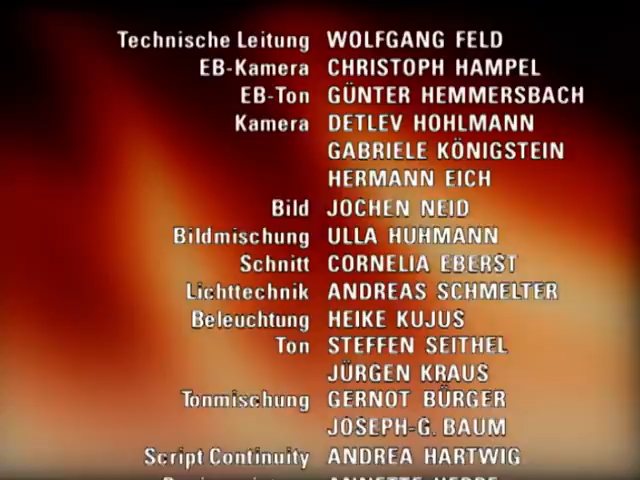 Technische Leitung WOLFGANG FELD
EB-Kamera CHRISTOPH HAMPEL
EB-Ton GÜNTER HEMMERSBACH
Kamera DETLEV HOHLMANN
GABRIELE KÖNIGSTEIN
HERMANN EICH
Bild JOCHEN NEID
Bildmischung ULLA HUHMANN
Schnitt CORNELIA EBERST
Lichttechnik ANDREAS SCHMELTER
Beleuchtung HEIKE KUJUS
Ton STEFFEN SEITHEL
JÜRGEN KRAUS
Tonmischung GERNOT BÜRGER
JOSEPH-G. BAUM
Script Continuity ANDREA HARTWIG